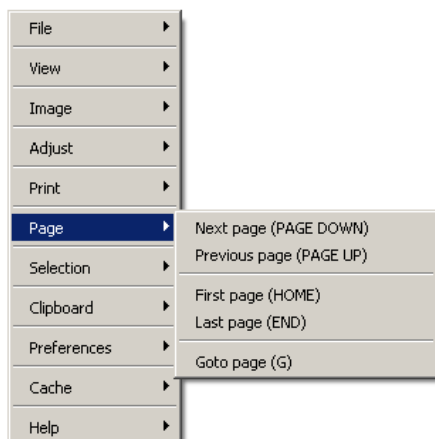 File
View
Image
Adjust
Print
Page
Selection
Clipboard
Preferences
Cache
Help
Next page (PAGE DOWN)
Previous page (PAGE UP)
First page (HOME)
Last page (END)
Goto page (G)